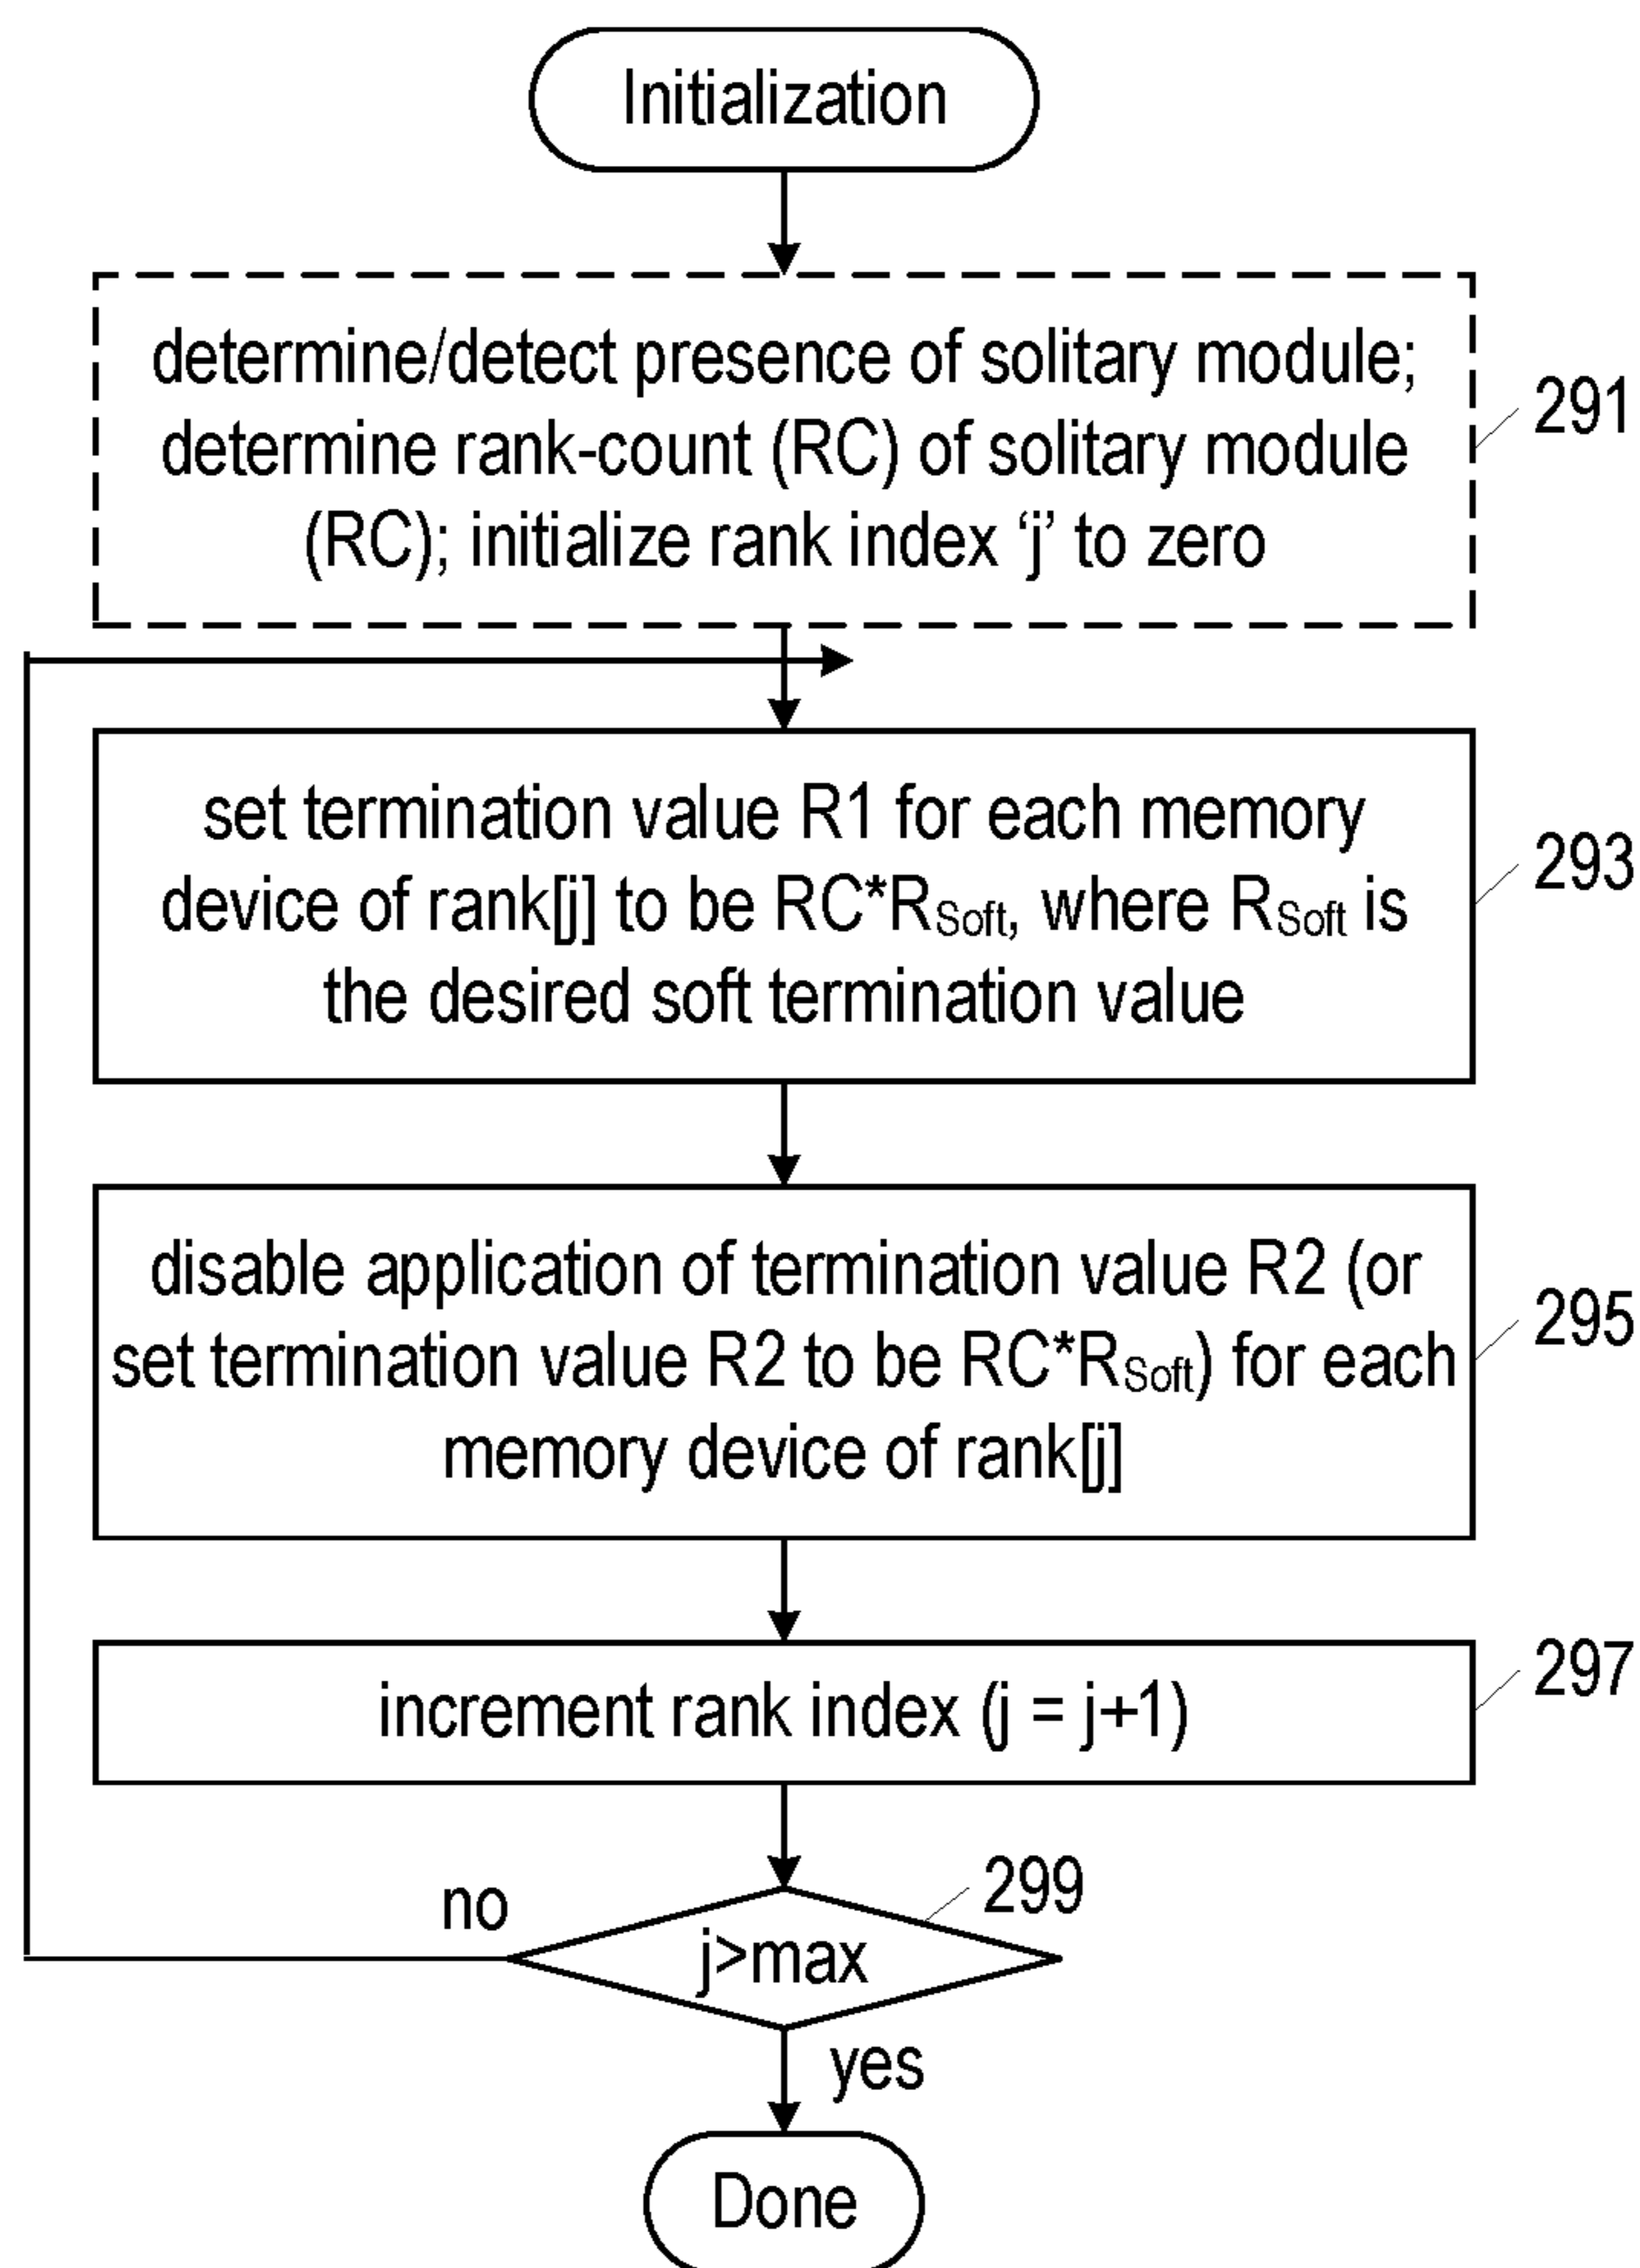 Initialization
determine/detect presence of solitary module;
determine rank-count (RC) of solitary module
(RC); initialize rank index ‘j’ to zero
291
set termination value R1 for each memory
device of rank[j] to be RC*RSoft, where RSoft is
the desired soft termination value
293
disable application of termination value R2 (or
set termination value R2 to be RC*RSoft) for each
memory device of rank[j]
295
increment rank index (j = j+1)
297
299
no
j>max
yes
Done